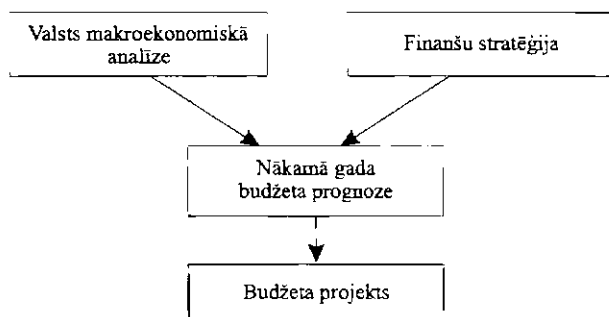 Valsts makroekonomiskā
analīze
Finanšu stratēģija
Nākamā gada
budžeta prognoze
Budžeta projekts